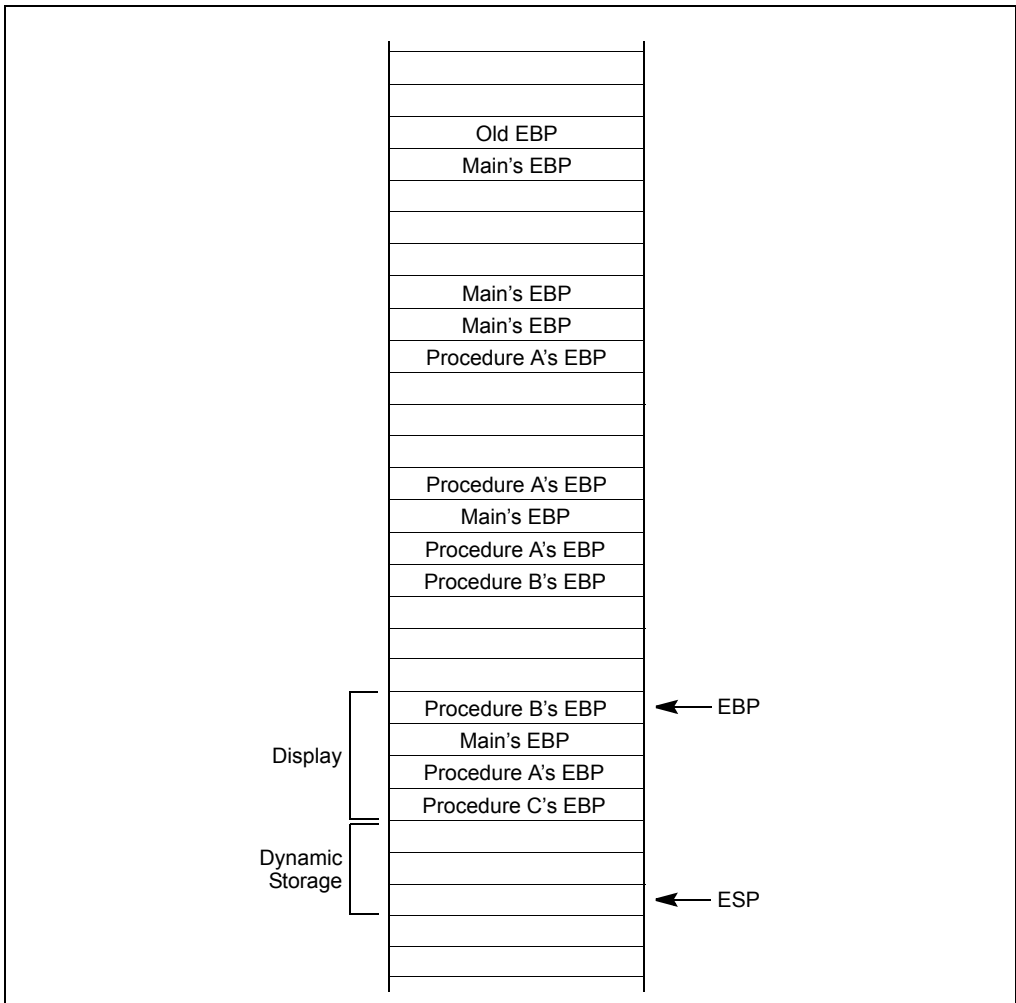 Old EBP
Main’s EBP
Main’s EBP
Main’s EBP
Procedure A’s EBP
Procedure A’s EBP
Main’s EBP
Procedure A’s EBP
Procedure B’s EBP
Display
Procedure B’s EBP
EBP
Main’s EBP
Procedure A’s EBP
Procedure C’s EBP
Dynamic
Storage
ESP